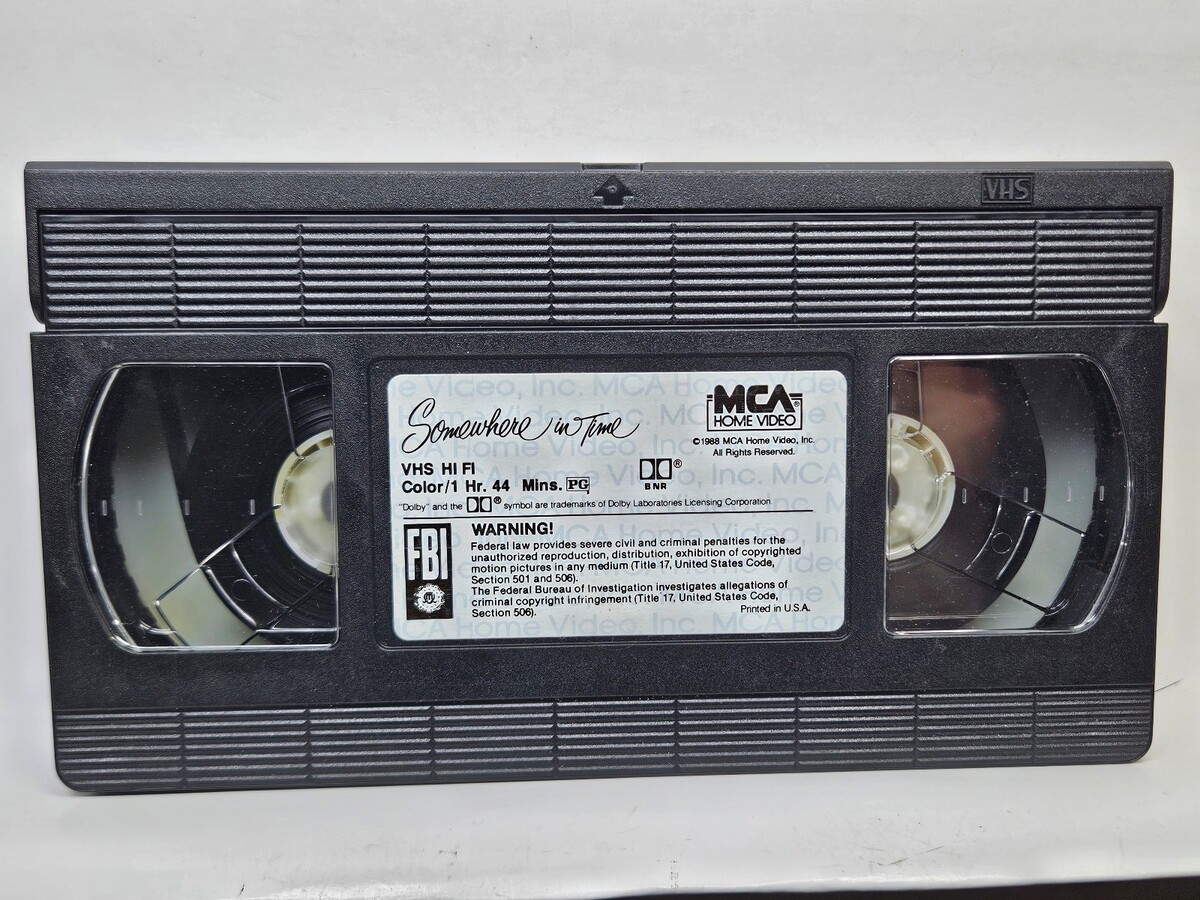 VHS
Somewhere in Time
MCA
HOME VIDEO®
©1988 MCA Home Video, Inc.
All Rights Reserved.
VHS HI FI
Color/1 Hr. 44 Mins. PG
®
BNR
"Dolby" and the ® symbol are trademarks of Dolby Laboratories Licensing Corporation.
FBI
WARNING!
Federal law provides severe civil and criminal penalties for the
unauthorized reproduction, distribution, exhibition of copyrighted
motion pictures in any medium (Title 17, United States Code,
Section 501 and 506).
The Federal Bureau of Investigation investigates allegations of
criminal copyright infringement (Title 17, United States Code,
Section 506).
Printed in U.S.A.